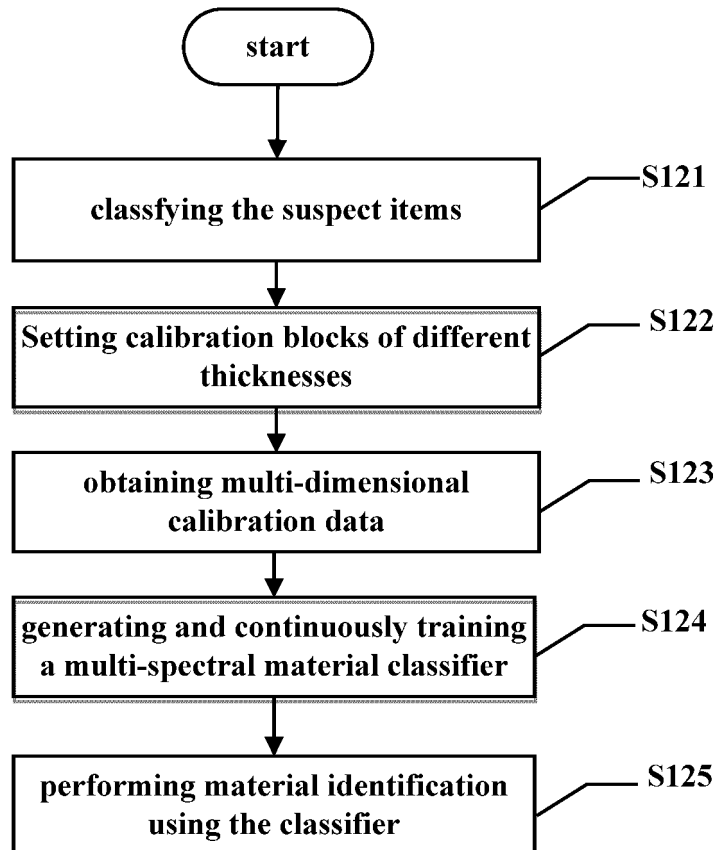 start
classfying the suspect items
S121
Setting calibration blocks of different
thicknesses
S122
obtaining multi-dimensional
calibration data
S123
generating and continuously training
a multi-spectral material classifier
S124
performing material identification
using the classifier
S125